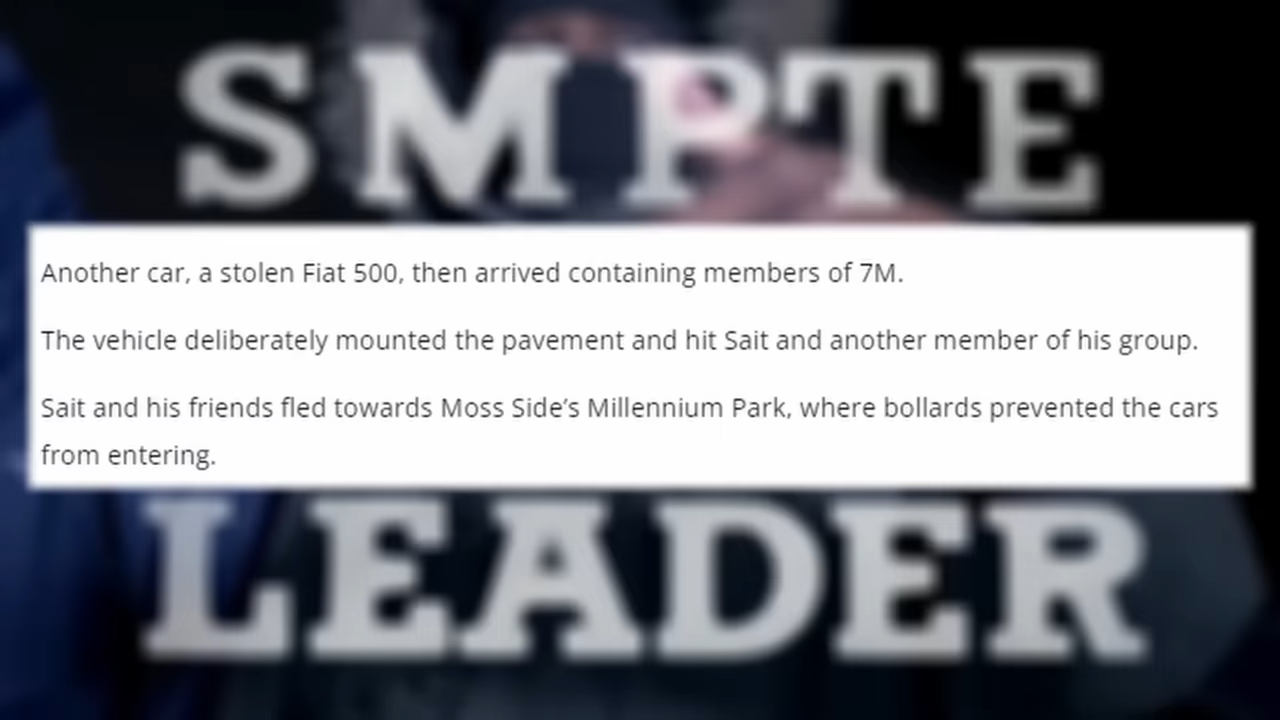 SMPTE
Another car, a stolen Fiat 500, then arrived containing members of 7M.
The vehicle deliberately mounted the pavement and hit Sait and another member of his group.
Sait and his friends fled towards Moss Side’s Millennium Park, where bollards prevented the cars
from entering.
LEADER